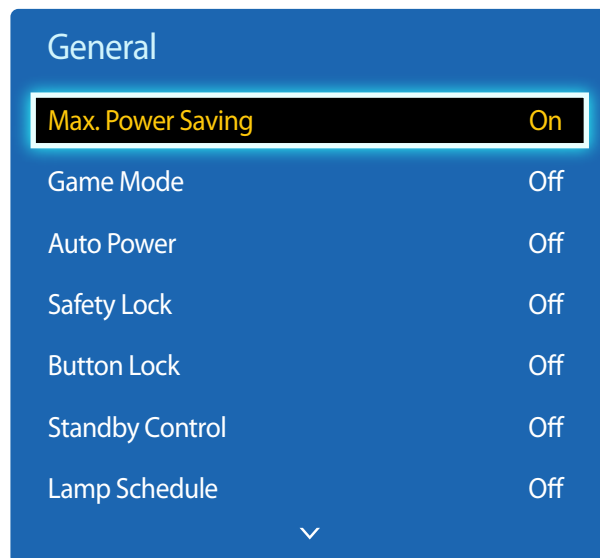 General
Max. Power Saving On
Game Mode Off
Auto Power Off
Safety Lock Off
Button Lock Off
Standby Control Off
Lamp Schedule Off